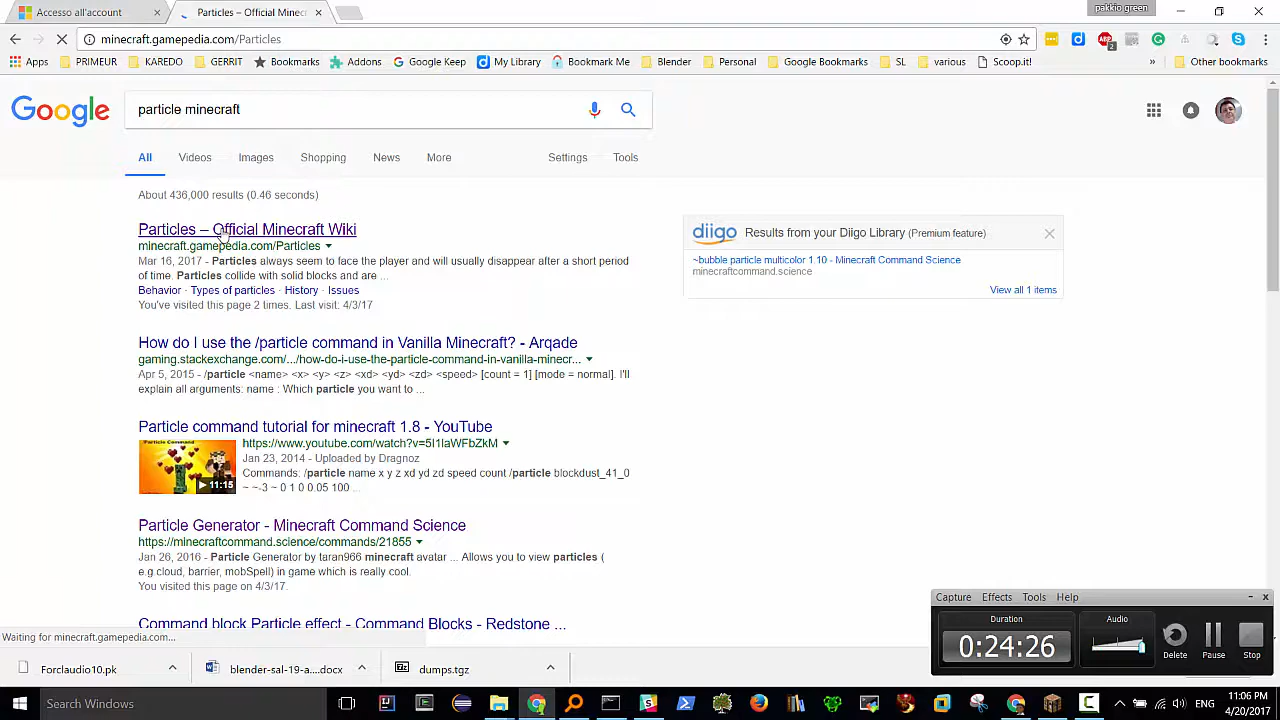 Accesso all'account
Particles – Official Minec
pakkio green
minecraft.gamepedia.com/Particles
ABP
2
Apps
PRIMEUR
KAREDO
GERRIT
Bookmarks
Addons
Google Keep
My Library
Bookmark Me
Blender
Personal
Google Bookmarks
SL
various
Scoop.it!
»
Other bookmarks
Google
particle minecraft
All
Videos
Images
Shopping
News
More
Settings
Tools
About 436,000 results (0.46 seconds)
Particles – Official Minecraft Wiki
minecraft.gamepedia.com/Particles
Mar 16, 2017 - Particles always seem to face the player and will usually disappear after a short period
of time. Particles collide with solid blocks and are ...
Behavior · Types of particles · History · Issues
You've visited this page 2 times. Last visit: 4/3/17
diigo Results from your Diigo Library (Premium feature)
~bubble particle multicolor 1.10 - Minecraft Command Science
minecraftcommand.science
View all 1 items
How do I use the /particle command in Vanilla Minecraft? - Arqade
gaming.stackexchange.com/.../how-do-i-use-the-particle-command-in-vanilla-minecr...
Apr 5, 2015 - /particle <name> <x> <y> <z> <xd> <yd> <zd> <speed> [count = 1] [mode = normal]. I'll
explain all arguments: name : Which particle you want to ...
Particle command tutorial for minecraft 1.8 - YouTube
https://www.youtube.com/watch?v=5I1IaWFbZkM
Jan 23, 2014 - Uploaded by Dragnoz
Commands: /particle name x y z xd yd zd speed count /particle blockdust_41_0
~ ~-3 ~ 0 1 0 0.05 100 ...
Particle Command
11:15
Particle Generator - Minecraft Command Science
https://minecraftcommand.science/commands/21855
Jan 26, 2016 - Particle Generator by taran966 minecraft avatar ... Allows you to view particles (
e.g cloud, barrier, mobSpell) in game which is really cool.
You visited this page on 4/3/17.
Command block Particle effect - Command Blocks - Redstone ...
Waiting for minecraft.gamepedia.com...
Capture
Effects
Tools
Help
Duration
0:24:26
Audio
Delete
Pause
Stop
Forclaudio10.pk
blender-sal-19-a....docx
dumps.tgz
Search Windows
ENG
11:06 PM
4/20/2017